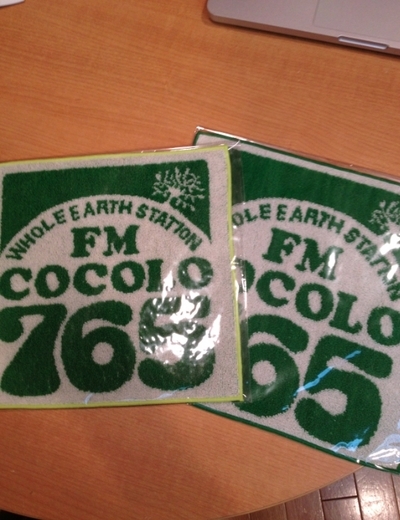 WHOLE EARTH STATION
FM
COCOLO
765
OLE EARTH STATION
FM
OCOLO
65